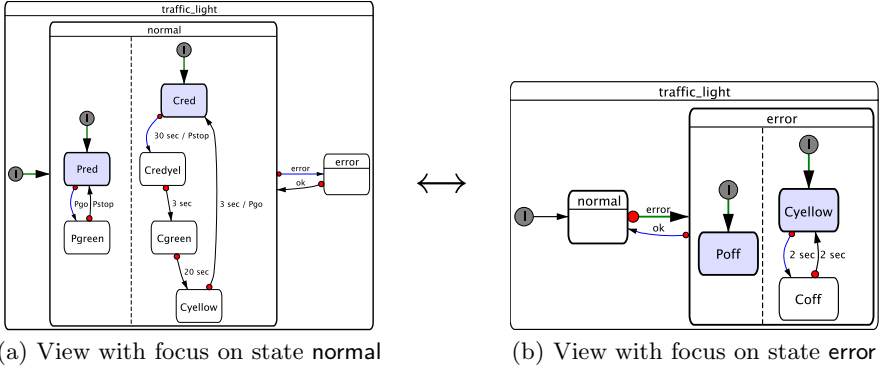 traffic_light
normal
I
Cred
30 sec / Pstop
I
Pred
Credyel
error
error
I
ok
Pgo
Pstop
3 sec
3 sec / Pgo
Pgreen
Cgreen
20 sec
Cyellow
(a) View with focus on state normal
traffic_light
error
I
I
normal
error
Cyellow
I
ok
Poff
2 sec
2 sec
Coff
(b) View with focus on state error